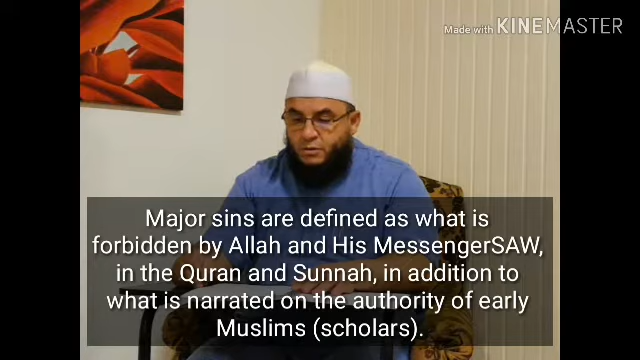 Made with KINEMASTER
Major sins are defined as what is
forbidden by Allah and His MessengerSAW,
in the Quran and Sunnah, in addition to
what is narrated on the authority of early
Muslims (scholars).